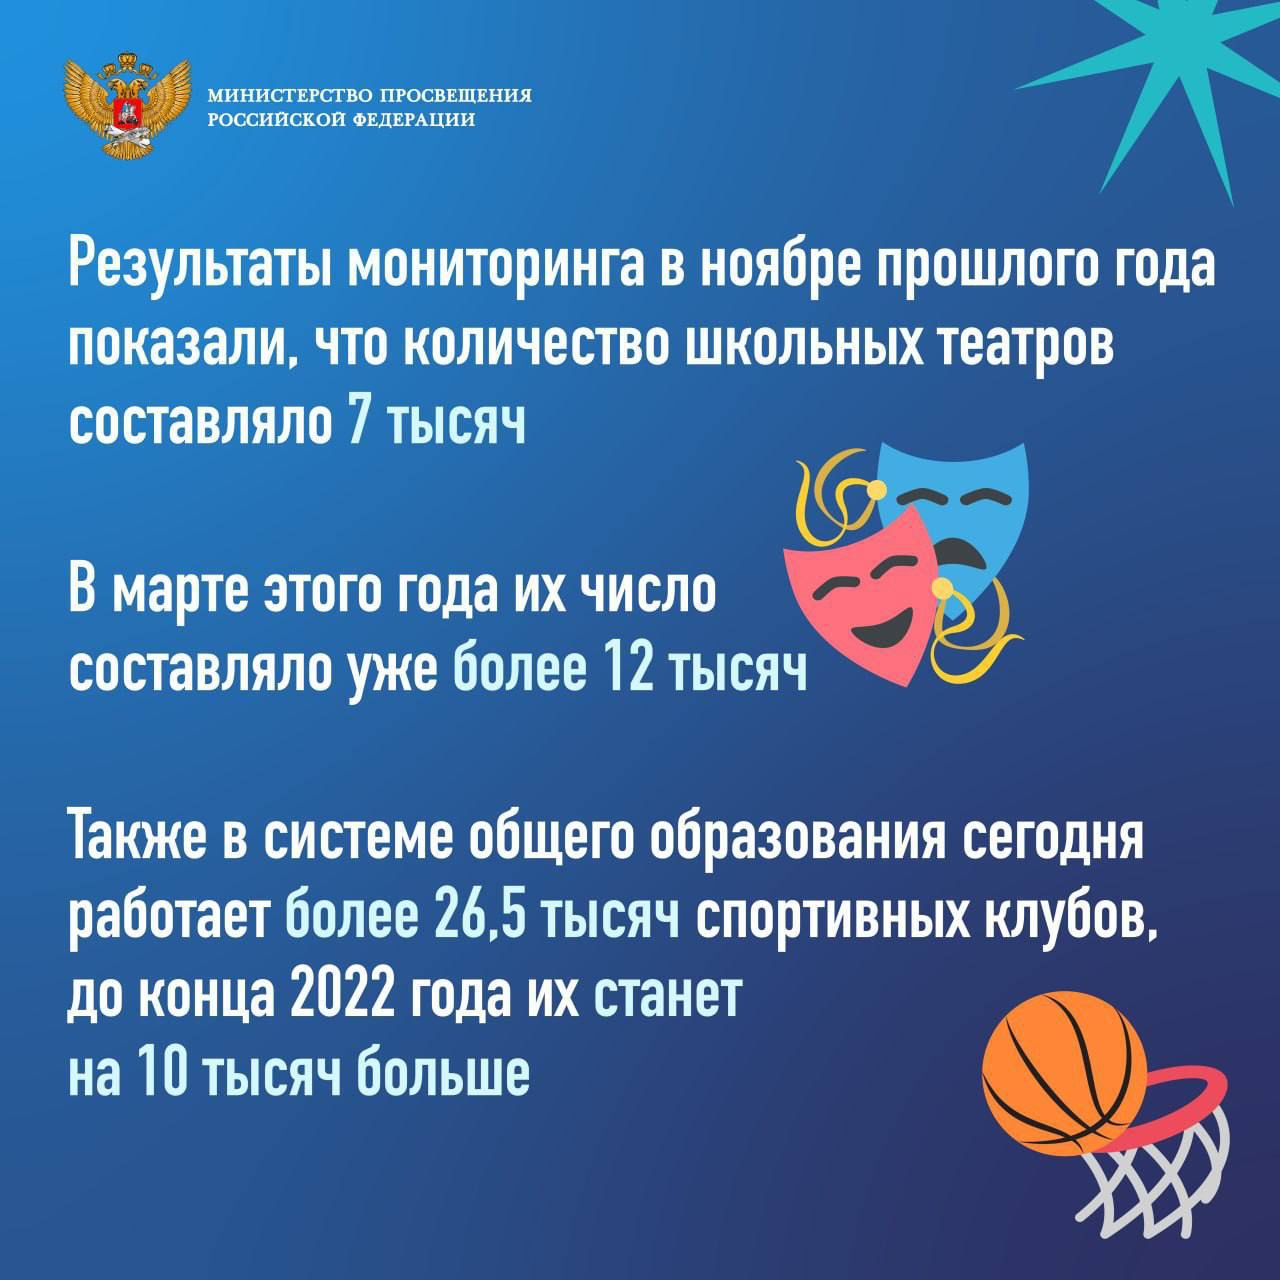 МИНИСТЕРСТВО ПРОСВЕЩЕНИЯ
РОССИЙСКОЙ ФЕДЕРАЦИИ
Результаты мониторинга в ноябре прошлого года
показали, что количество школьных театров
составляло 7 тысяч
В марте этого года их число
составляло уже более 12 тысяч
Также в системе общего образования сегодня
работает более 26,5 тысяч спортивных клубов,
до конца 2022 года их станет
на 10 тысяч больше